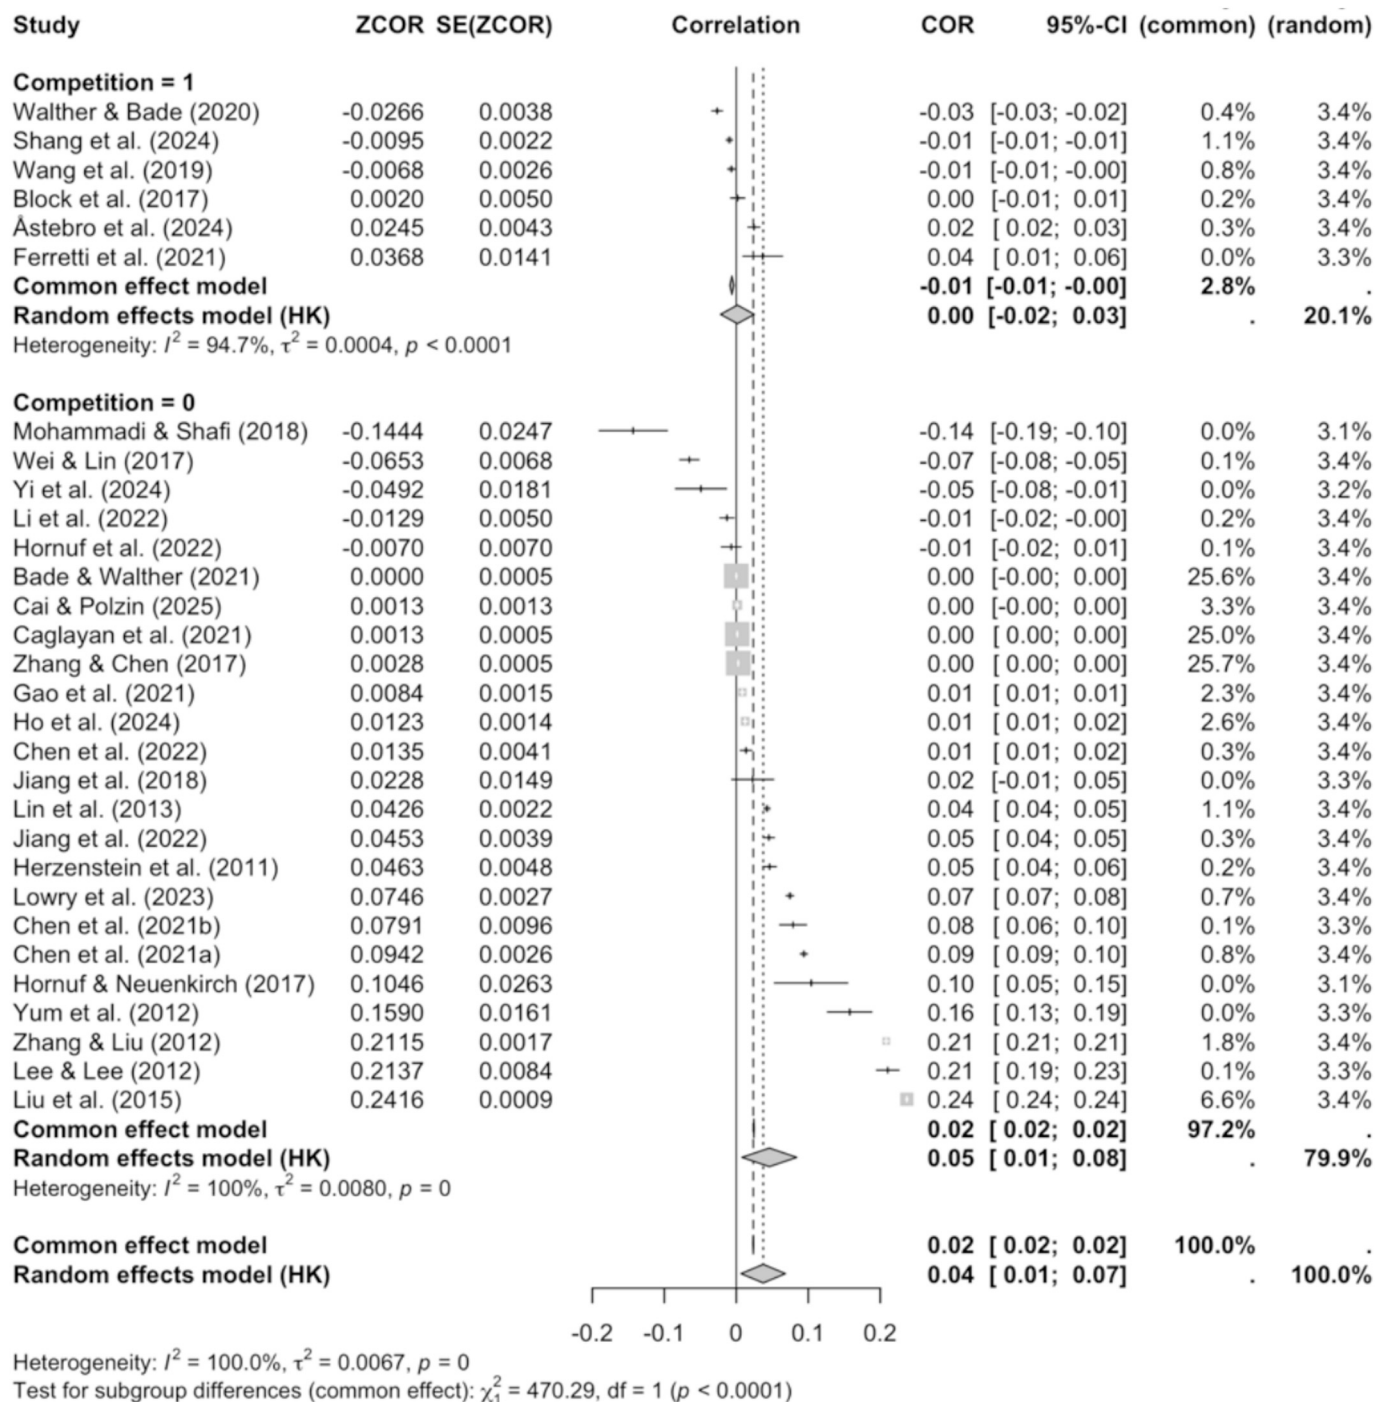 Study ZCOR SE(ZCOR) Correlation COR 95%-CI (common) (random)
Competition = 1
Walther & Bade (2020) -0.0266 0.0038 -0.03 [-0.03; -0.02] 0.4% 3.4%
Shang et al. (2024) -0.0095 0.0022 -0.01 [-0.01; -0.01] 1.1% 3.4%
Wang et al. (2019) -0.0068 0.0026 -0.01 [-0.01; -0.00] 0.8% 3.4%
Block et al. (2017) 0.0020 0.0050 0.00 [-0.01; 0.01] 0.2% 3.4%
Åstebro et al. (2024) 0.0245 0.0043 0.02 [ 0.02; 0.03] 0.3% 3.4%
Ferretti et al. (2021) 0.0368 0.0141 0.04 [ 0.01; 0.06] 0.0% 3.3%
Common effect model -0.01 [-0.01; -0.00] 2.8% .
Random effects model (HK) 0.00 [-0.02; 0.03] . 20.1%
Heterogeneity: I² = 94.7%, τ² = 0.0004, p < 0.0001
Competition = 0
Mohammadi & Shafi (2018) -0.1444 0.0247 -0.14 [-0.19; -0.10] 0.0% 3.1%
Wei & Lin (2017) -0.0653 0.0068 -0.07 [-0.08; -0.05] 0.1% 3.4%
Yi et al. (2024) -0.0492 0.0181 -0.05 [-0.08; -0.01] 0.0% 3.2%
Li et al. (2022) -0.0129 0.0050 -0.01 [-0.02; -0.00] 0.2% 3.4%
Hornuf et al. (2022) -0.0070 0.0070 -0.01 [-0.02; 0.01] 0.1% 3.4%
Bade & Walther (2021) 0.0000 0.0005 0.00 [-0.00; 0.00] 25.6% 3.4%
Cai & Polzin (2025) 0.0013 0.0013 0.00 [-0.00; 0.00] 3.3% 3.4%
Caglayan et al. (2021) 0.0013 0.0005 0.00 [ 0.00; 0.00] 25.0% 3.4%
Zhang & Chen (2017) 0.0028 0.0005 0.00 [ 0.00; 0.00] 25.7% 3.4%
Gao et al. (2021) 0.0084 0.0015 0.01 [ 0.01; 0.01] 2.3% 3.4%
Ho et al. (2024) 0.0123 0.0014 0.01 [ 0.01; 0.02] 2.6% 3.4%
Chen et al. (2022) 0.0135 0.0041 0.01 [ 0.01; 0.02] 0.3% 3.4%
Jiang et al. (2018) 0.0228 0.0149 0.02 [-0.01; 0.05] 0.0% 3.3%
Lin et al. (2013) 0.0426 0.0022 0.04 [ 0.04; 0.05] 1.1% 3.4%
Jiang et al. (2022) 0.0453 0.0039 0.05 [ 0.04; 0.05] 0.3% 3.4%
Herzenstein et al. (2011) 0.0463 0.0048 0.05 [ 0.04; 0.06] 0.2% 3.4%
Lowry et al. (2023) 0.0746 0.0027 0.07 [ 0.07; 0.08] 0.7% 3.4%
Chen et al. (2021b) 0.0791 0.0096 0.08 [ 0.06; 0.10] 0.1% 3.3%
Chen et al. (2021a) 0.0942 0.0026 0.09 [ 0.09; 0.10] 0.8% 3.4%
Hornuf & Neuenkirch (2017) 0.1046 0.0263 0.10 [ 0.05; 0.15] 0.0% 3.1%
Yum et al. (2012) 0.1590 0.0161 0.16 [ 0.13; 0.19] 0.0% 3.3%
Zhang & Liu (2012) 0.2115 0.0017 0.21 [ 0.21; 0.21] 1.8% 3.4%
Lee & Lee (2012) 0.2137 0.0084 0.21 [ 0.19; 0.23] 0.1% 3.3%
Liu et al. (2015) 0.2416 0.0009 0.24 [ 0.24; 0.24] 6.6% 3.4%
Common effect model 0.02 [ 0.02; 0.02] 97.2% .
Random effects model (HK) 0.05 [ 0.01; 0.08] . 79.9%
Heterogeneity: I² = 100%, τ² = 0.0080, p = 0
Common effect model 0.02 [ 0.02; 0.02] 100.0% .
Random effects model (HK) 0.04 [ 0.01; 0.07] . 100.0%
-0.2 -0.1 0 0.1 0.2
Heterogeneity: I² = 100.0%, τ² = 0.0067, p = 0
Test for subgroup differences (common effect): χ₁² = 470.29, df = 1 (p < 0.0001)